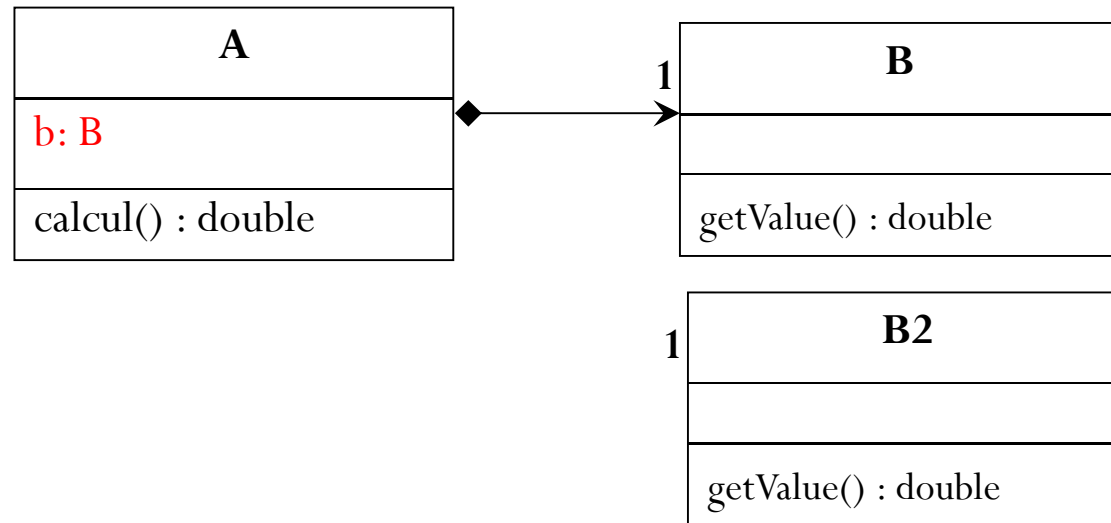 A
b: B
calcul() : double
1
B
getValue() : double
1
B2
getValue() : double